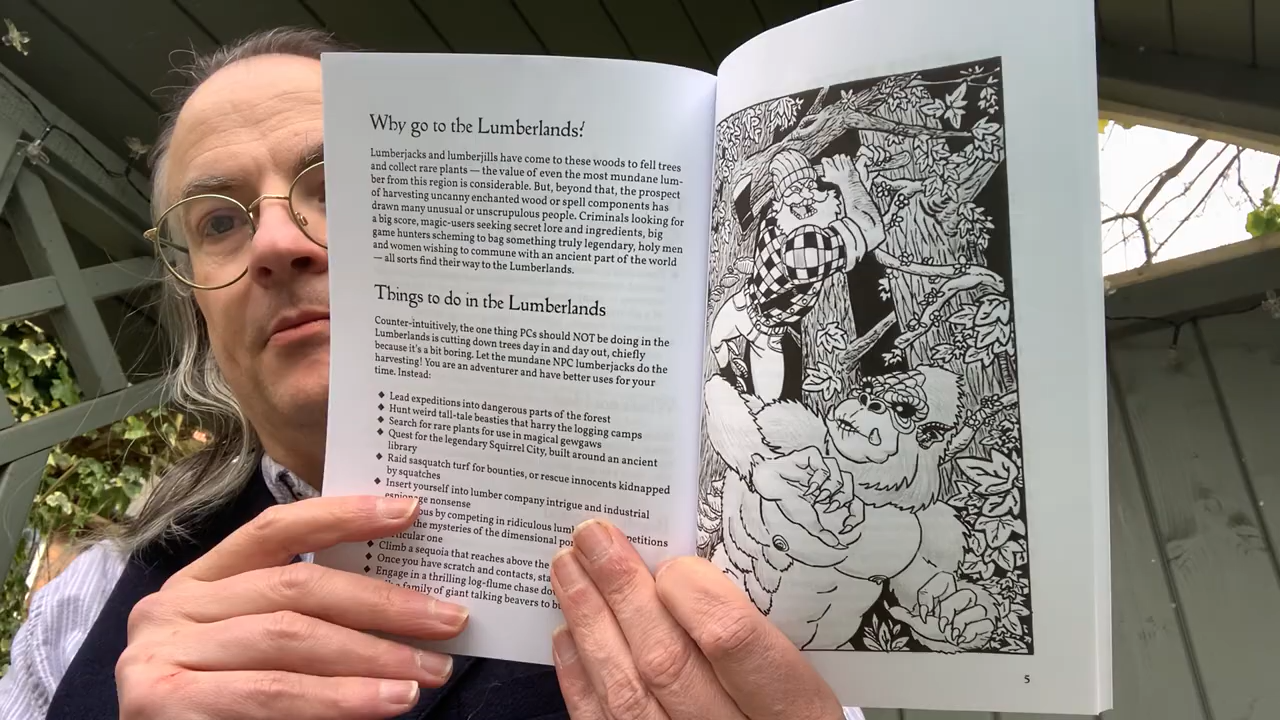 Why go to the Lumberlands?
Lumberjacks and lumberjills have come to these woods to fell trees
and collect rare plants — the value of even the most mundane lum-
ber from this region is considerable. But, beyond that, the prospect
of harvesting uncanny enchanted wood or spell components has
drawn many unusual or unscrupulous people. Criminals looking for
a big score, magic-users seeking secret lore and ingredients, big
game hunters scheming to bag something truly legendary, holy men
and women wishing to commune with an ancient part of the world
— all sorts find their way to the Lumberlands.
Things to do in the Lumberlands
Counter-intuitively, the one thing PCs should NOT be doing in the
Lumberlands is cutting down trees day in and day out, chiefly
because it's a bit boring. Let the mundane NPC lumberjacks do the
harvesting! You are an adventurer and have better uses for your
time. Instead:
◆ Lead expeditions into dangerous parts of the forest
◆ Hunt weird tall-tale beasties that harry the logging camps
◆ Search for rare plants for use in magical gewgaws
◆ Quest for the legendary Squirrel City, built around an ancient
library
◆ Raid sasquatch turf for bounties, or rescue innocents kidnapped
by squatches
◆ Insert yourself into lumber company intrigue and industrial
espionage nonsense
by competing in ridiculous
the mysteries of the dimensional
one
◆ Climb a sequoia that reaches above the
◆ Once you have scratch and contacts,
◆ Engage in a thrilling log-flume chase
a family of giant talking beavers to
5